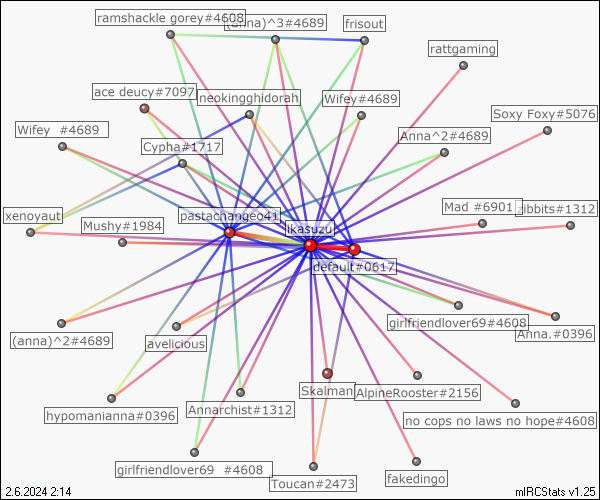 ramshackle gorey#4608
(anna)^3#4689
frisout
rattgaming
ace deucy#7097
neokingghidorah
Wifey#4689
Soxy Foxy#5076
Wifey  #4689
Anna^2#4689
Cypha#1717
xenoyaut
pastachangeo41
Mad #6901
zibbits#1312
Mushy#1984
likasuzu
default#0617
girlfriendlover69#4608
Anna.#0396
(anna)^2#4689
avelicious
Skalman
AlpineRooster#2156
hypomanianna#0396
Annarchist#1312
no cops no laws no hope#4608
girlfriendlover69  #4608
Toucan#2473
fakedingo
2.6.2024 2:14
mIRCStats v1.25